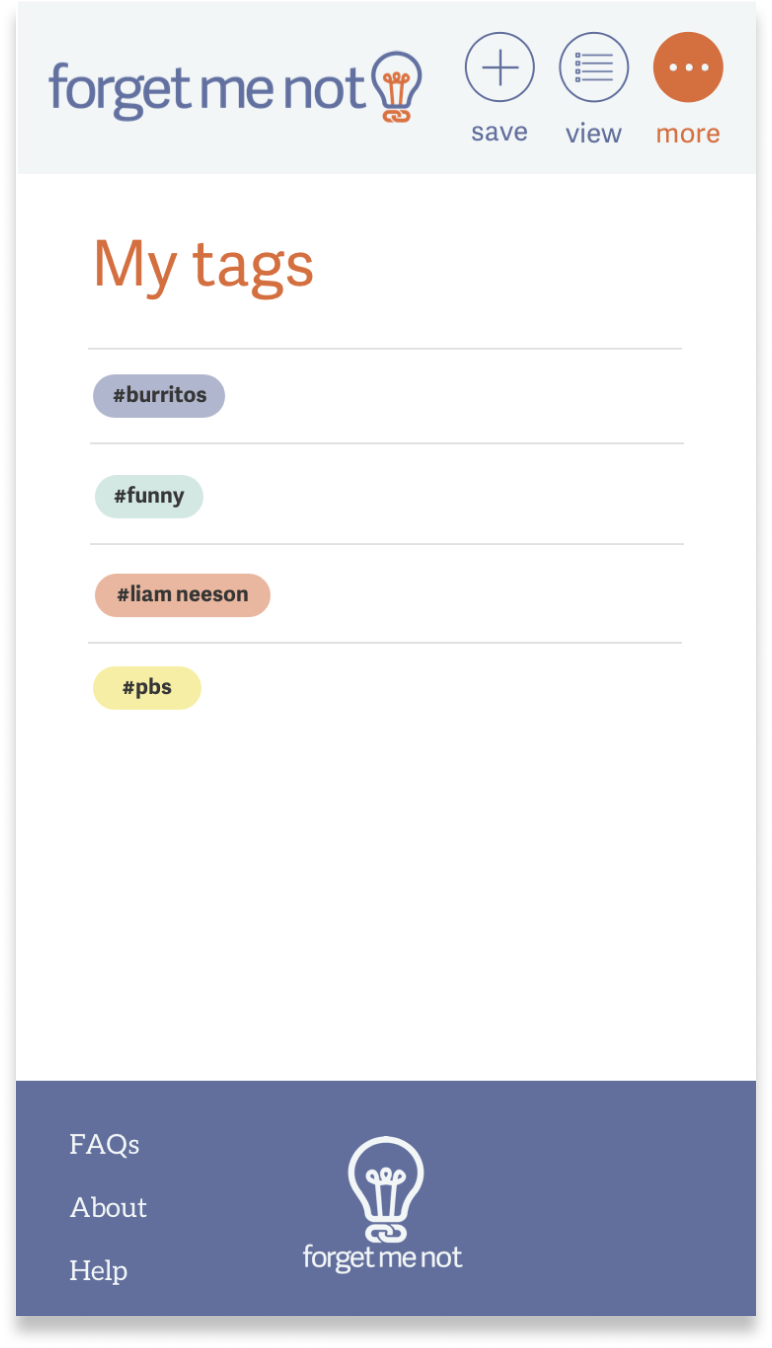 forget me not
save view more
My tags
#burritos
#funny
#liam neeson
#pbs
FAQs
About
Help
forget me not